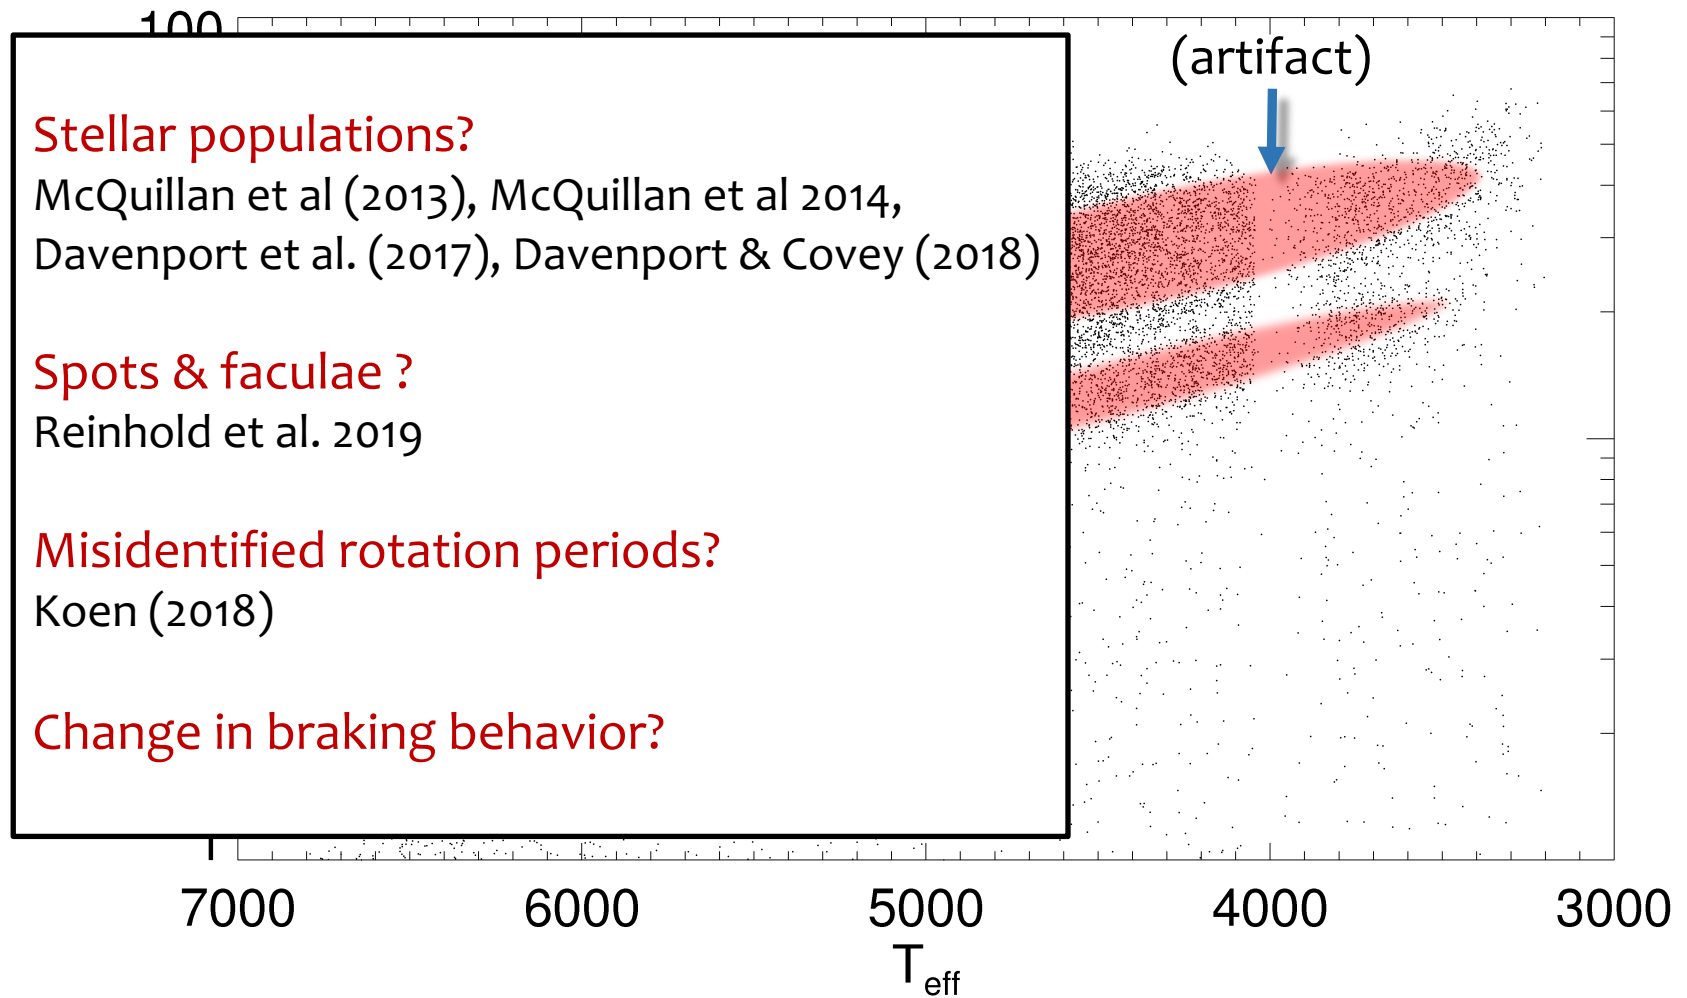 100
(artifact)
Stellar populations?
McQuillan et al (2013), McQuillan et al 2014,
Davenport et al. (2017), Davenport & Covey (2018)
Spots & faculae ?
Reinhold et al. 2019
Misidentified rotation periods?
Koen (2018)
Change in braking behavior?
7000 6000 5000 4000 3000
Teff